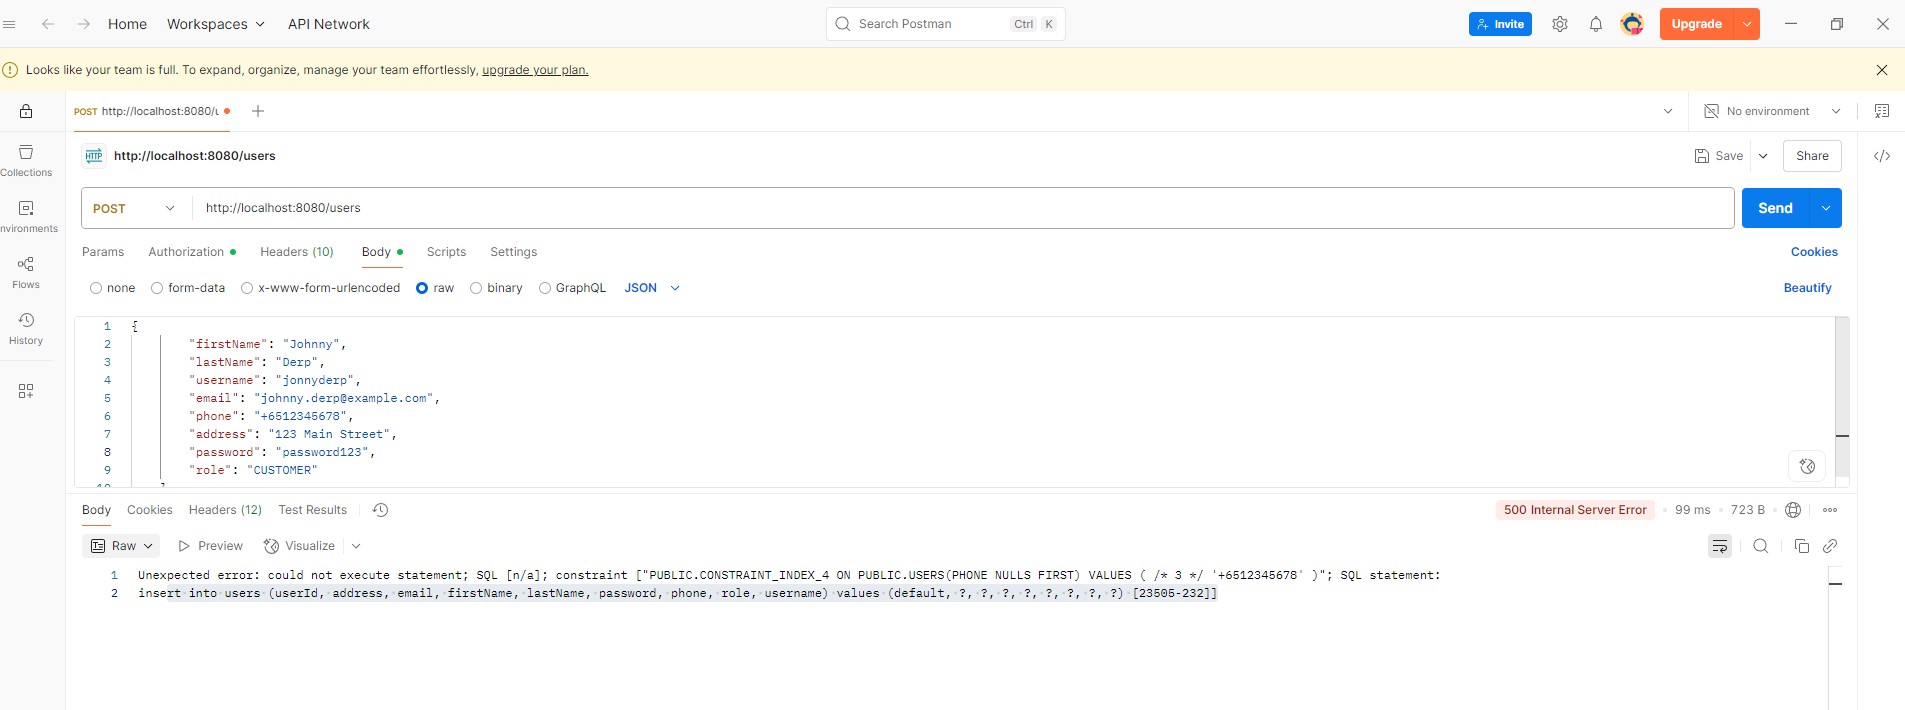 Home
Workspaces
API Network
Search Postman
Ctrl
K
Invite
Upgrade
Looks like your team is full. To expand, organize, manage your team effortlessly, upgrade your plan.
POST http://localhost:8080/u
No environment
HTTP http://localhost:8080/users
Save
Share
Collections
POST
http://localhost:8080/users
Send
nvironments
Params
Authorization
Headers (10)
Body
Scripts
Settings
Cookies
Flows
none
form-data
x-www-form-urlencoded
raw
binary
GraphQL
JSON
Beautify
History
1 {
2 "firstName": "Johnny",
3 "lastName": "Derp",
4 "username": "jonnyderp",
5 "email": "johnny.derp@example.com",
6 "phone": "+6512345678",
7 "address": "123 Main Street",
8 "password": "password123",
9 "role": "CUSTOMER"
Body
Cookies
Headers (12)
Test Results
500 Internal Server Error
99 ms
723 B
Raw
Preview
Visualize
1 Unexpected error: could not execute statement; SQL [n/a]; constraint ["PUBLIC.CONSTRAINT_INDEX_4 ON PUBLIC.USERS(PHONE NULLS FIRST) VALUES ( /* 3 */ '+6512345678' )"; SQL statement:
2 insert into users (userId, address, email, firstName, lastName, password, phone, role, username) values (default, ?, ?, ?, ?, ?, ?, ?, ?) [23505-232]]